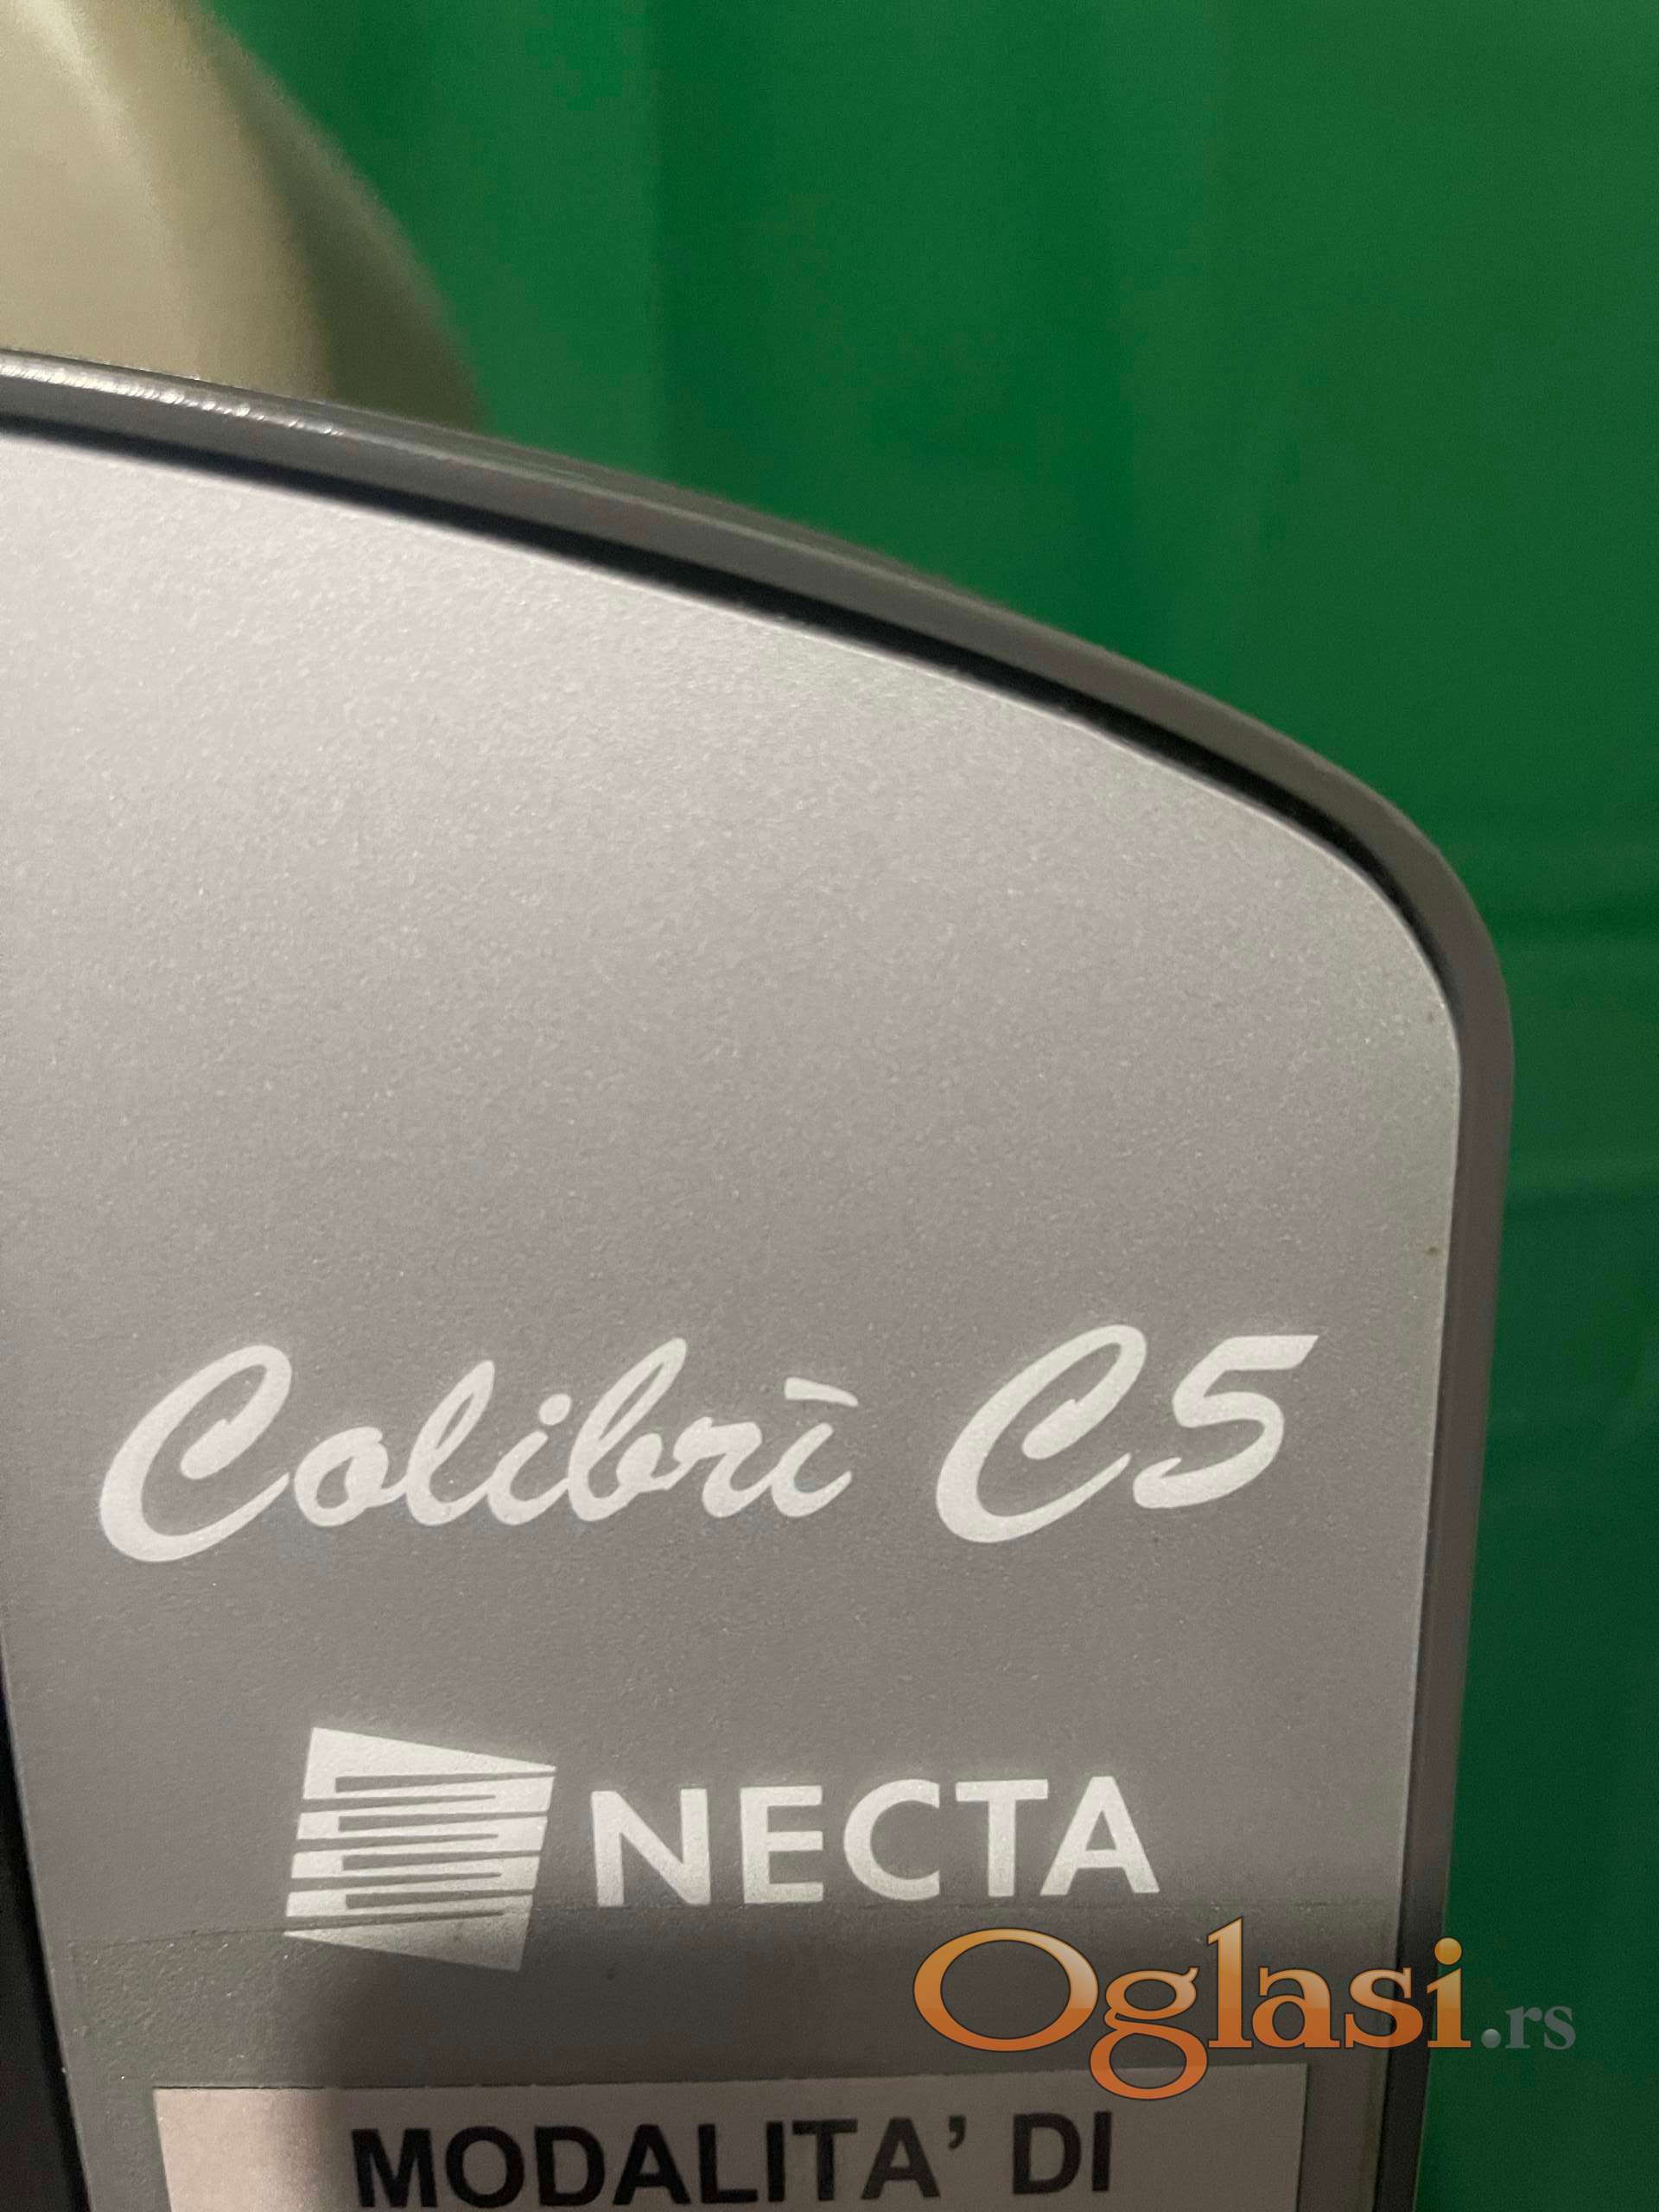 Colibrì C5
NECTA
Oglasi.rs
MODALITA’ DI